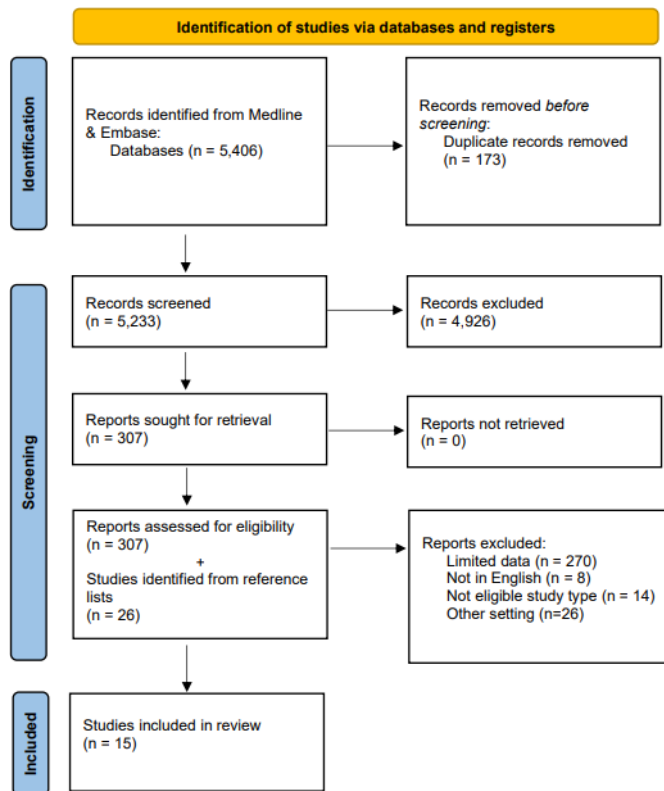 Identification of studies via databases and registers
Identification
Records identified from Medline
& Embase:
Databases (n = 5,406)
Records removed before
screening:
Duplicate records removed
(n = 173)
Screening
Records screened
(n = 5,233)
Records excluded
(n = 4,926)
Reports sought for retrieval
(n = 307)
Reports not retrieved
(n = 0)
Reports assessed for eligibility
(n = 307)
+
Studies identified from reference
lists
(n = 26)
Reports excluded:
Limited data (n = 270)
Not in English (n = 8)
Not eligible study type (n = 14)
Other setting (n=26)
Included
Studies included in review
(n = 15)